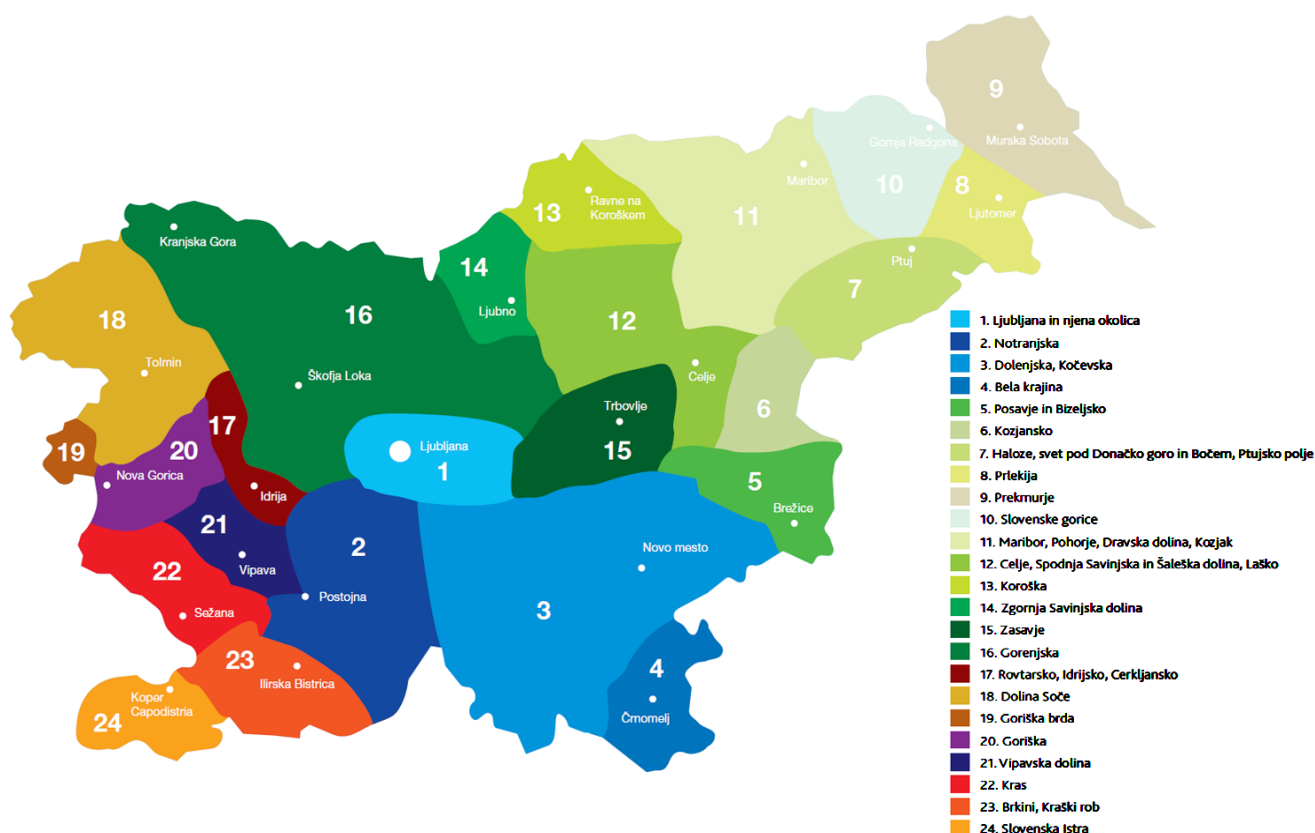 9
Murska Sobota
Gornja Radgona
10
8
Ljutomer
Maribor
11
13
Ravne na
Koroškem
Kranjska Gora
14
Ljubno
Ptuj
7
12
16
18
Tolmin
Škofja Loka
Celje
6
Trbovlje
15
17
19
20
Nova Gorica
Ljubljana
1
Idrija
5
Brežice
21
Vipava
2
Postojna
Novo mesto
22
Sežana
3
23
Ilirska Bistrica
4
Črnomelj
Koper
Capodistria
24
1. Ljubljana in njena okolica
2. Notranjska
3. Dolenjska, Kočevska
4. Bela krajina
5. Posavje in Bizeljsko
6. Kozjansko
7. Haloze, svet pod Donačko goro in Bočem, Ptujsko polje
8. Prlekija
9. Prekmurje
10. Slovenske gorice
11. Maribor, Pohorje, Dravska dolina, Kozjak
12. Celje, Spodnja Savinjska in Šaleška dolina, Laško
13. Koroška
14. Zgornja Savinjska dolina
15. Zasavje
16. Gorenjska
17. Rovtarsko, Idrijsko, Cerkljansko
18. Dolina Soče
19. Goriška brda
20. Goriška
21. Vipavska dolina
22. Kras
23. Brkini, Kraški rob
24. Slovenska Istra